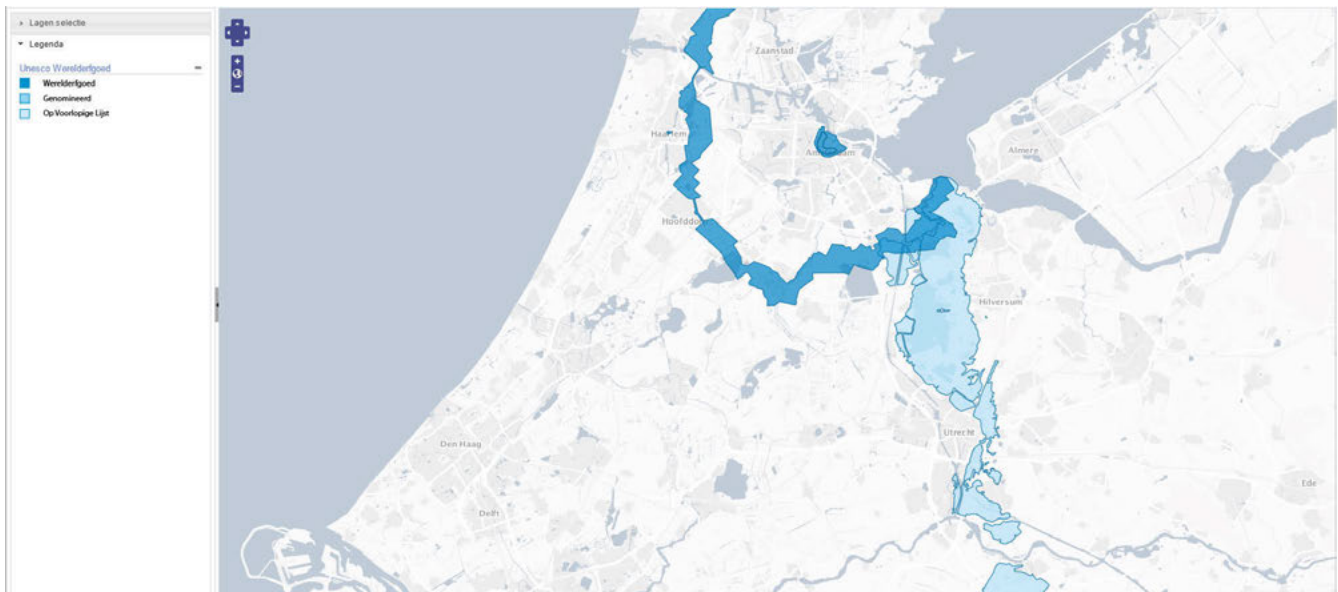 Lagen selectie
Legenda
Unesco Werelderfgoed
Werelderfgoed
Genomineerd
Op Voorlopige Lijst
Zaanstad
Haarlem
Amsterdam
Almere
Hoofddo
Hilversum
Utrecht
Den Haag
Ede
Delft